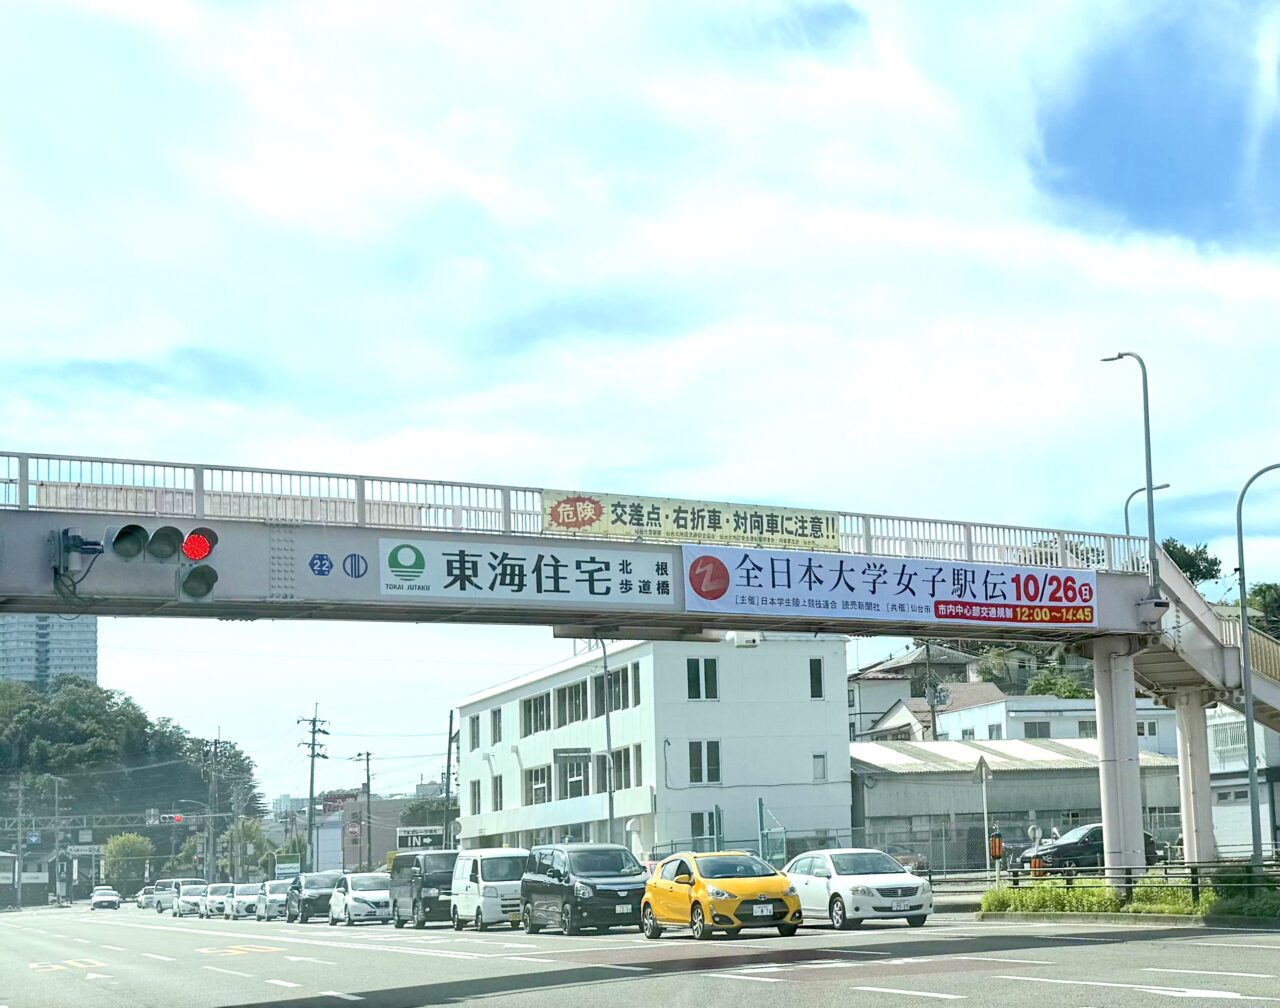 危険 交差点・右折車・対向車に注意!!
22
TOKAI JUTAKU
東海住宅
北根
歩道橋
全日本大学女子駅伝 10/26 日
[主催]日本学生陸上競技連合 読売新聞社 [共催]仙台市
市内中心部交通規制 12:00〜14:45
IN